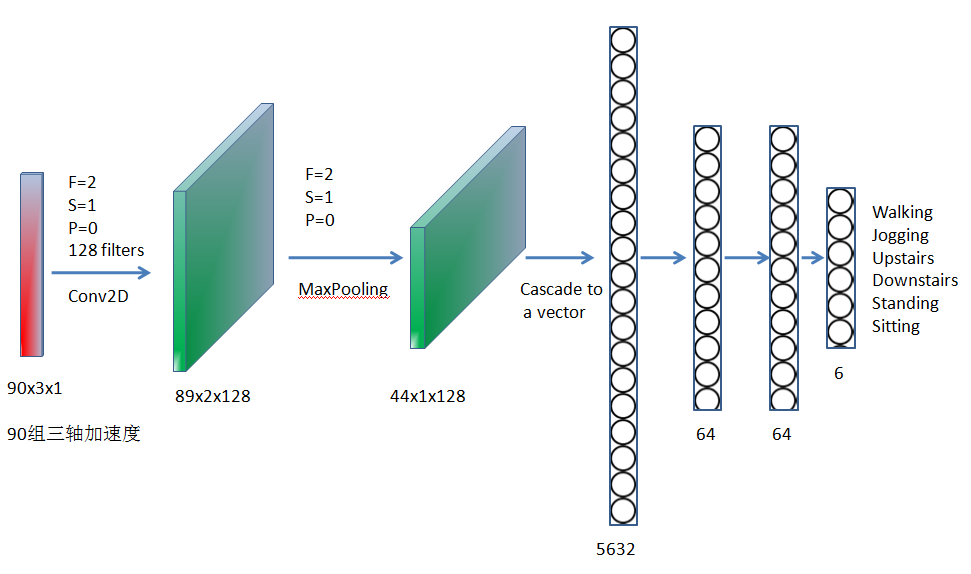 F=2
S=1
P=0
128 filters
Conv2D
F=2
S=1
P=0
MaxPooling
Cascade to
a vector
Walking
Jogging
Upstairs
Downstairs
Standing
Sitting
90x3x1
89x2x128
44x1x128
5632
64
64
6
90组三轴加速度